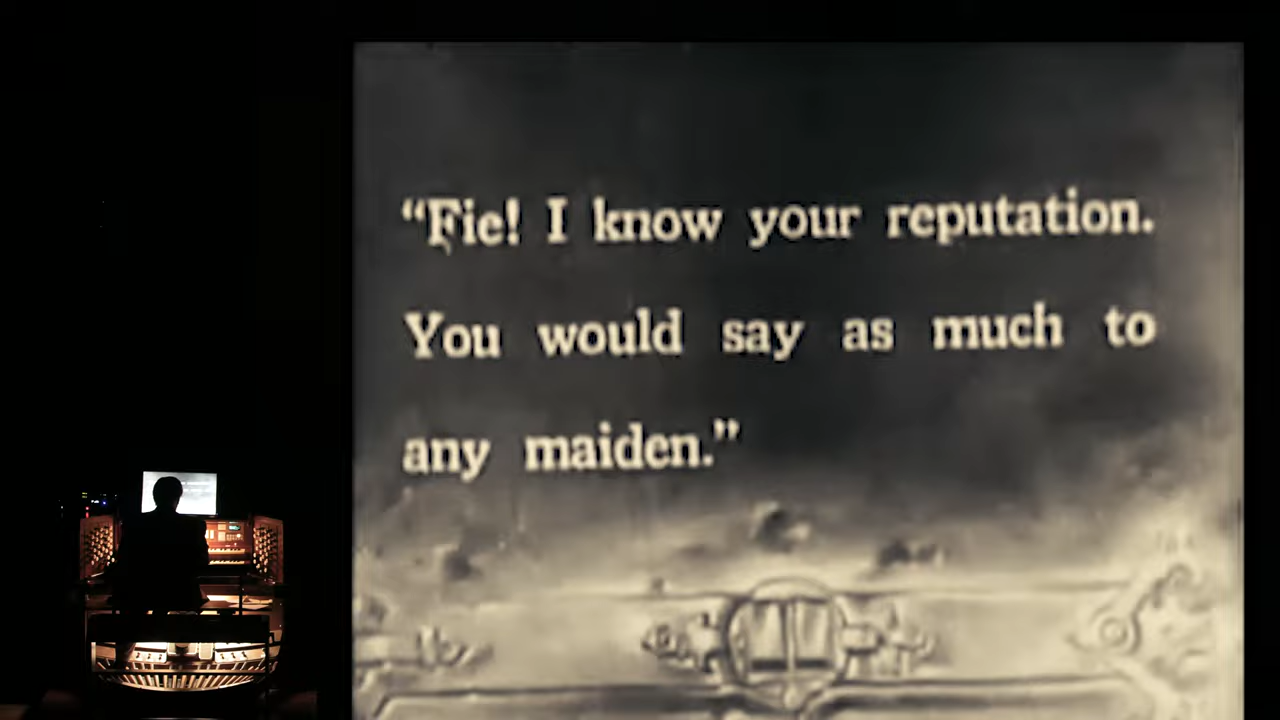 “Fie! I know your reputation.
You would say as much to
any maiden.”